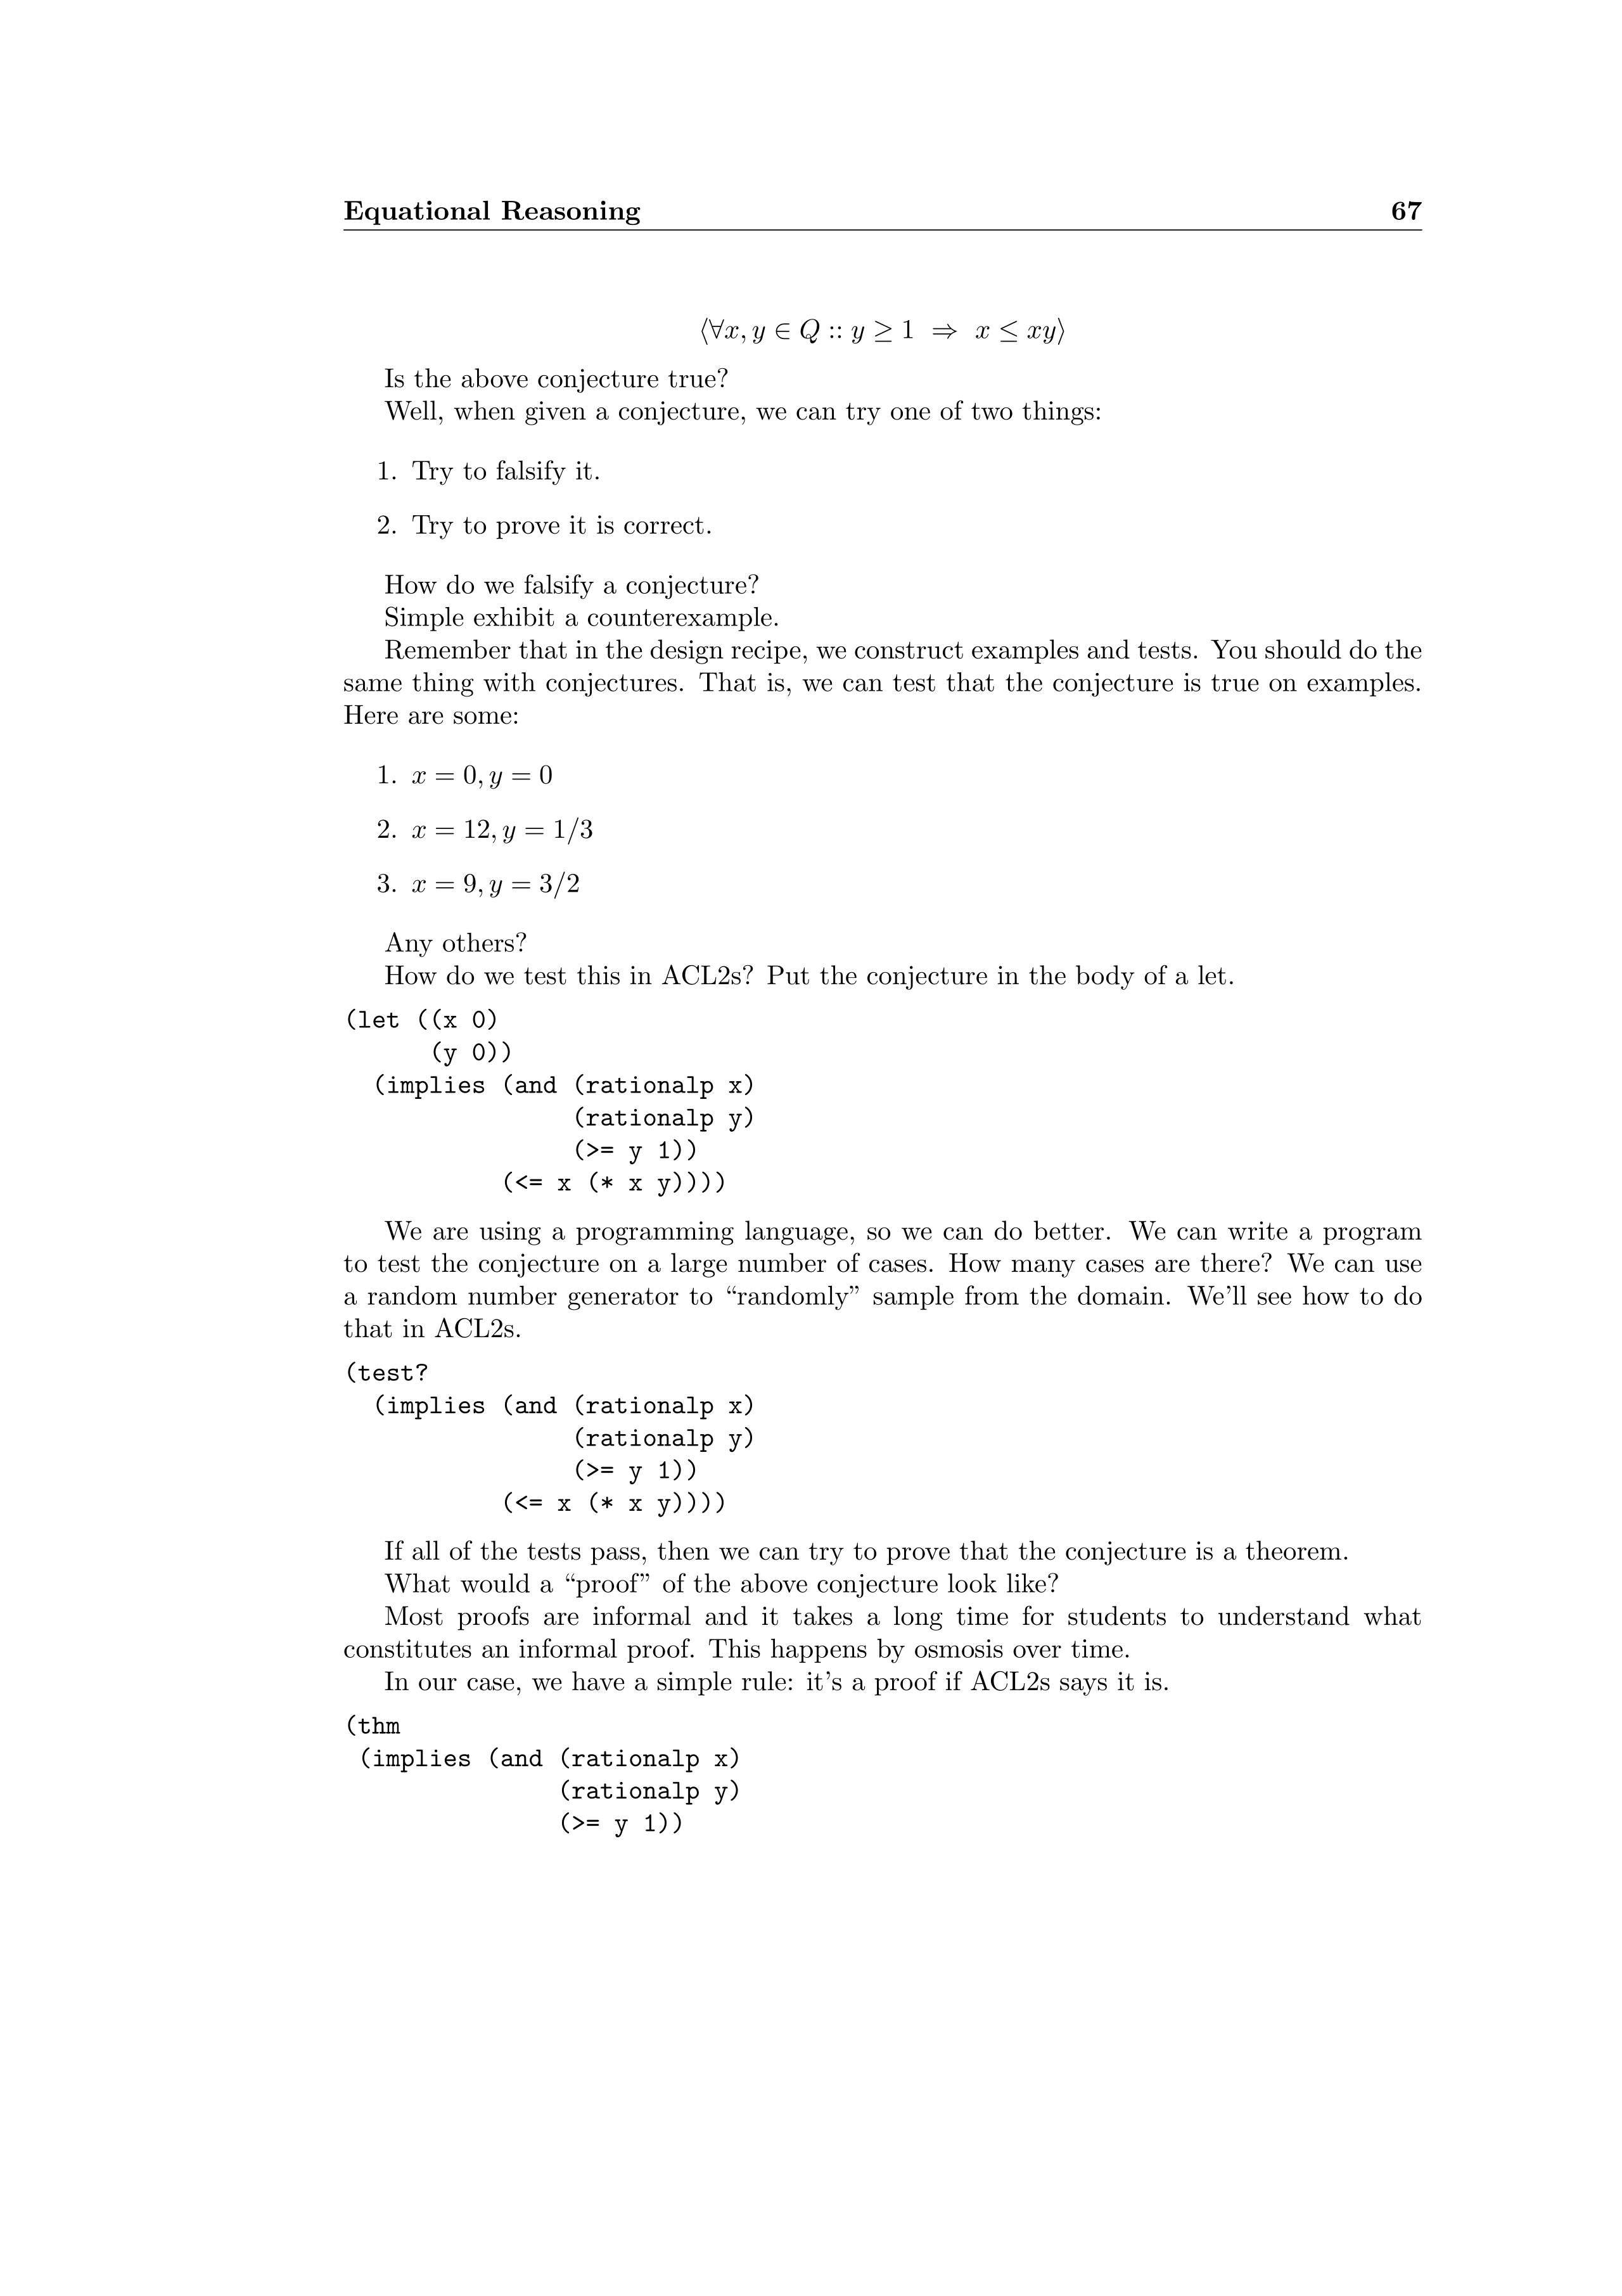 Equational Reasoning 67
⟨∀x, y ∈ Q :: y ≥ 1 ⇒ x ≤ xy⟩
Is the above conjecture true?
Well, when given a conjecture, we can try one of two things:
1. Try to falsify it.
2. Try to prove it is correct.
How do we falsify a conjecture?
Simple exhibit a counterexample.
Remember that in the design recipe, we construct examples and tests. You should do the
same thing with conjectures. That is, we can test that the conjecture is true on examples.
Here are some:
1. x = 0, y = 0
2. x = 12, y = 1/3
3. x = 9, y = 3/2
Any others?
How do we test this in ACL2s? Put the conjecture in the body of a let.
(let ((x 0)
(y 0))
(implies (and (rationalp x)
(rationalp y)
(>= y 1))
(<= x (* x y))))
We are using a programming language, so we can do better. We can write a program
to test the conjecture on a large number of cases. How many cases are there? We can use
a random number generator to “randomly” sample from the domain. We’ll see how to do
that in ACL2s.
(test?
(implies (and (rationalp x)
(rationalp y)
(>= y 1))
(<= x (* x y))))
If all of the tests pass, then we can try to prove that the conjecture is a theorem.
What would a “proof” of the above conjecture look like?
Most proofs are informal and it takes a long time for students to understand what
constitutes an informal proof. This happens by osmosis over time.
In our case, we have a simple rule: it’s a proof if ACL2s says it is.
(thm
(implies (and (rationalp x)
(rationalp y)
(>= y 1))